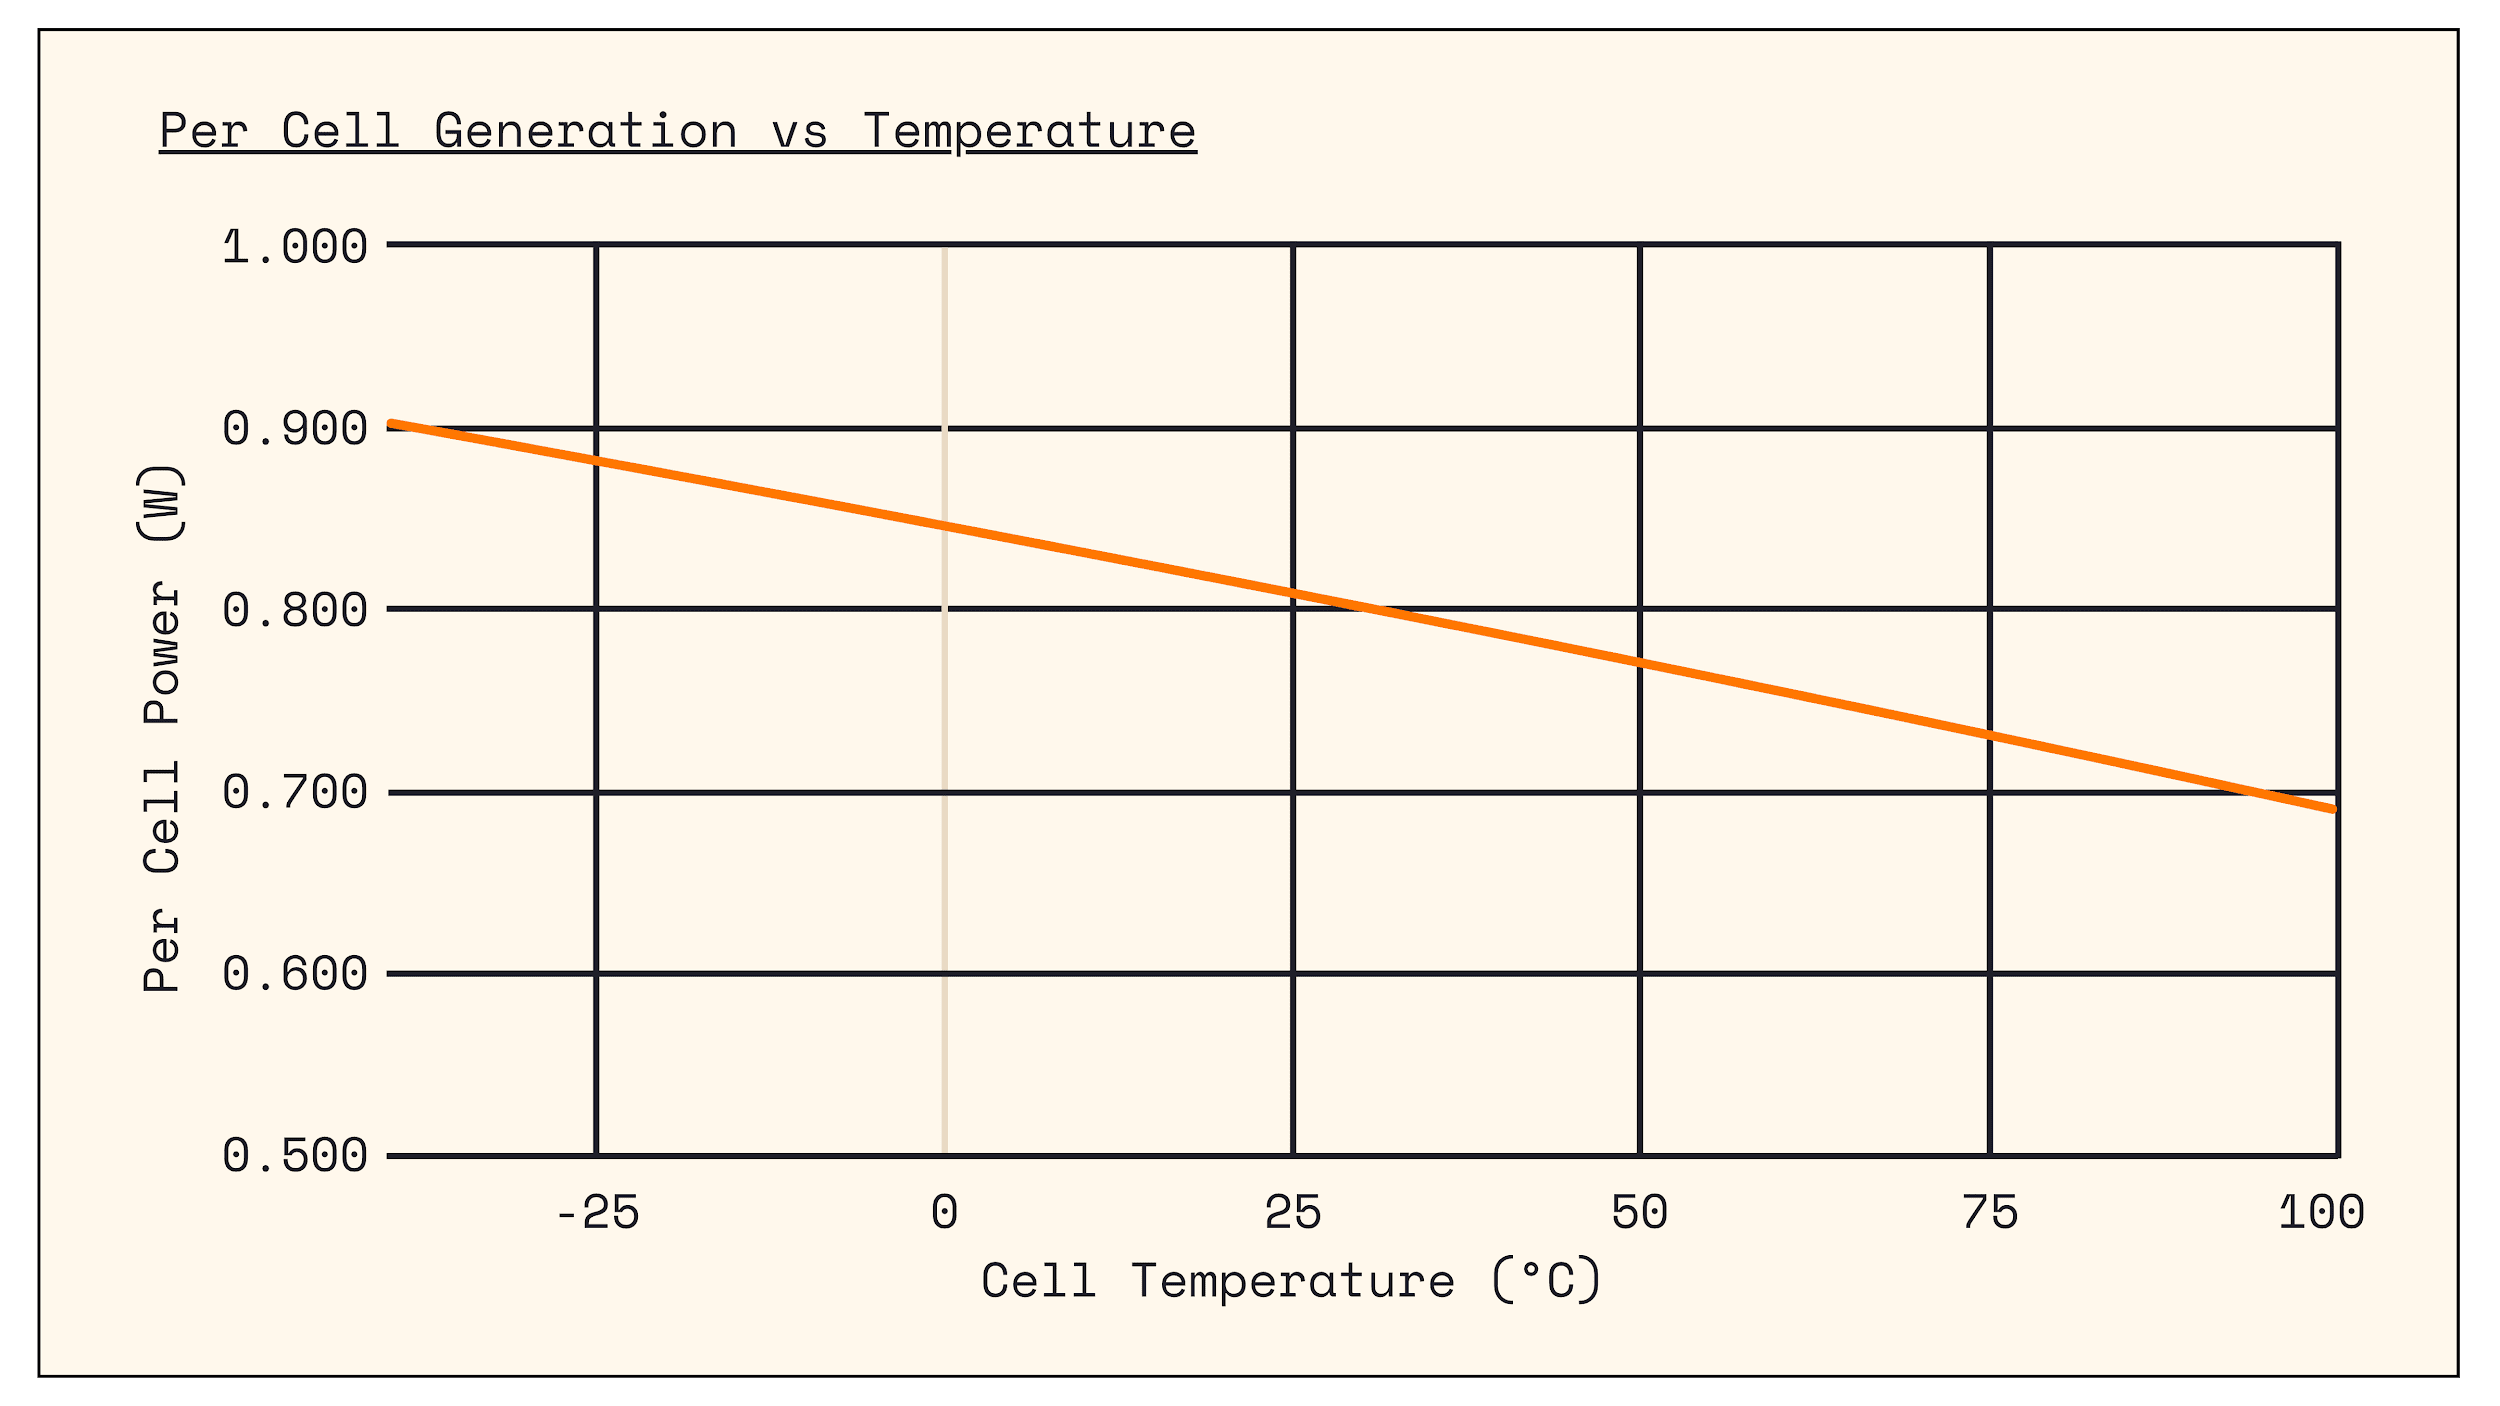 Per Cell Generation vs Temperature
1.000
0.900
0.800
0.700
0.600
0.500
Per Cell Power (W)
-25 0 25 50 75 100
Cell Temperature (°C)